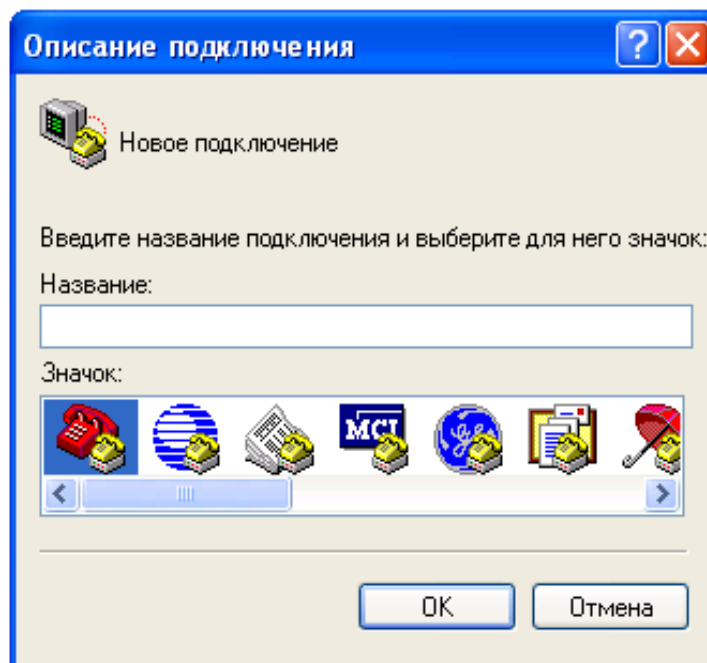 Описание подключения
Новое подключение
Введите название подключения и выберите для него значок:
Название:
Значок:
MCI
OK Отмена